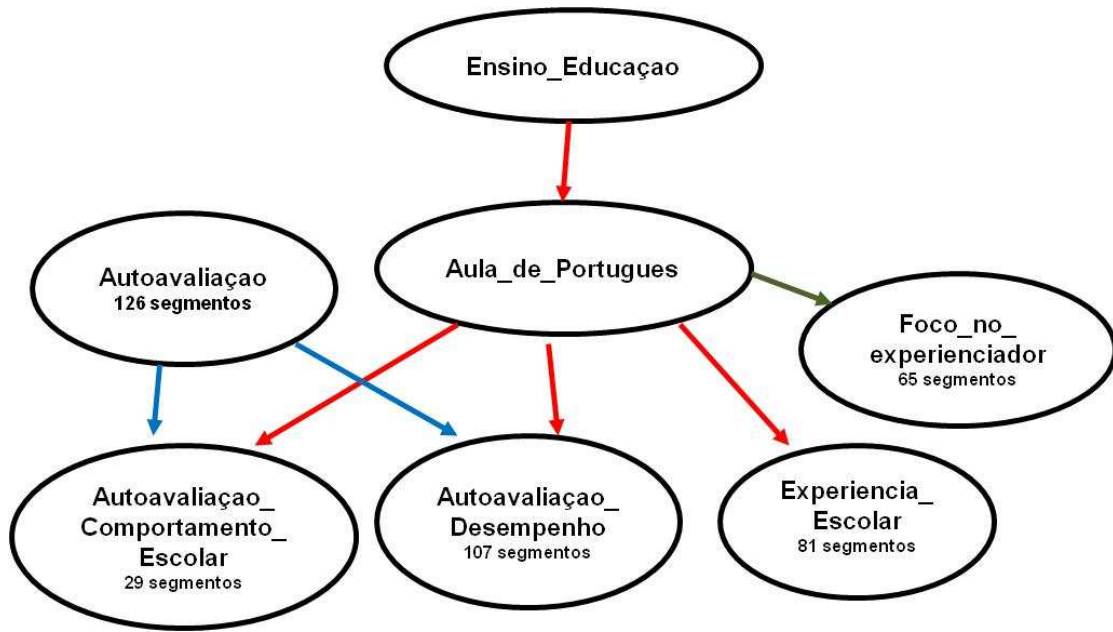 Ensino_Educaçao
Autoavaliaçao
126 segmentos
Aula_de_Portugues
Foco_no_
experienciador
65 segmentos
Autoavaliaçao_
Comportamento_
Escolar
29 segmentos
Autoavaliaçao_
Desempenho
107 segmentos
Experiencia_
Escolar
81 segmentos